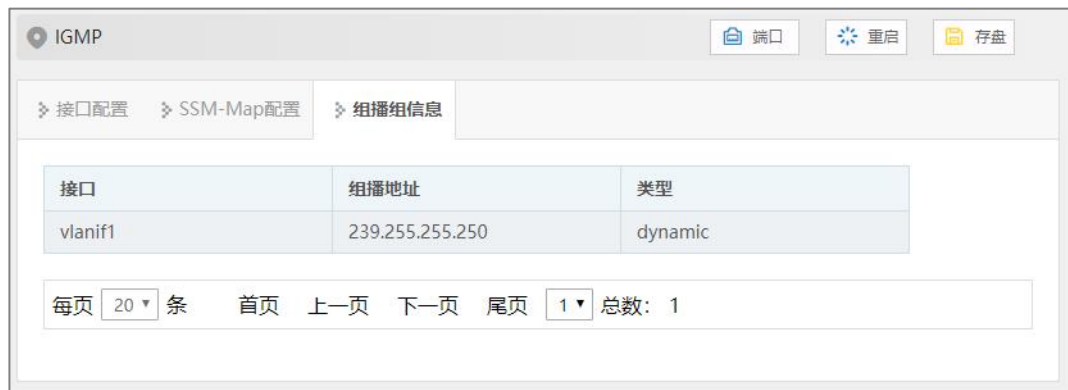 IGMP 端口 重启 存盘
接口配置 SSM-Map配置 组播组信息
接口 组播地址 类型
vlanif1 239.255.255.250 dynamic
每页 20 条 首页 上一页 下一页 尾页 1 总数: 1